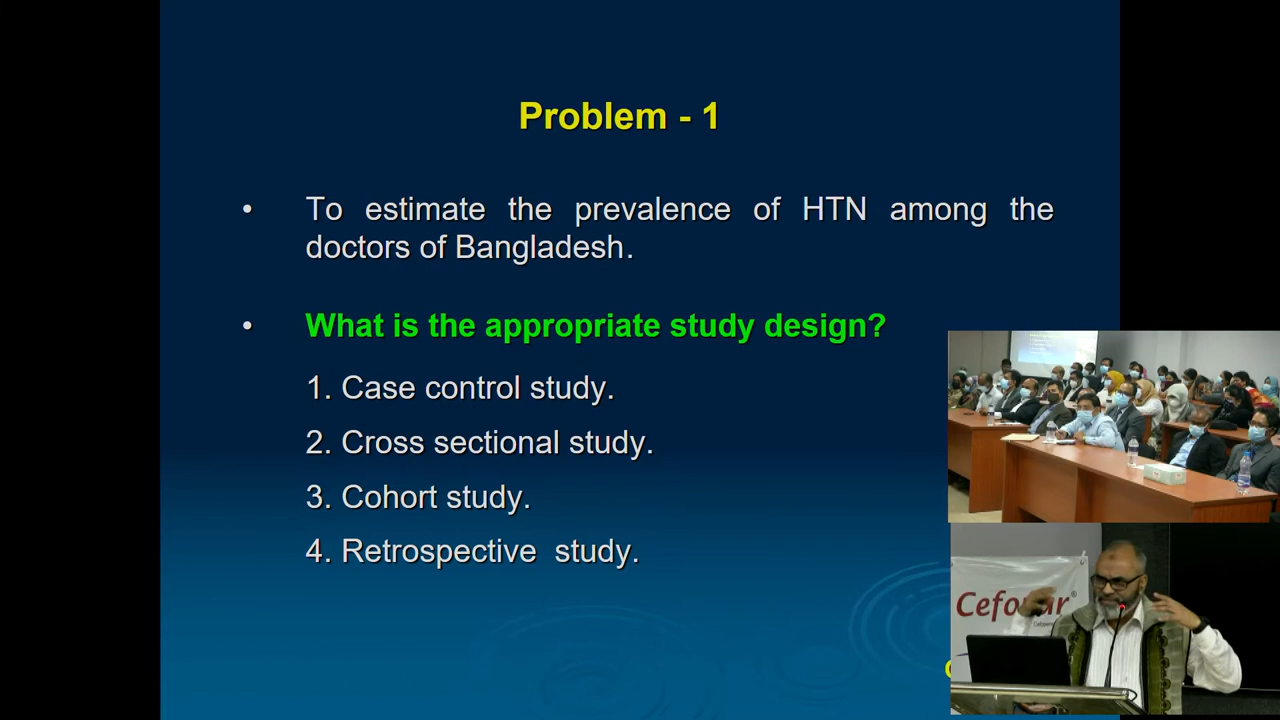 Problem - 1
• To estimate the prevalence of HTN among the
doctors of Bangladesh.
• What is the appropriate study design?
1. Case control study.
2. Cross sectional study.
3. Cohort study.
4. Retrospective study.